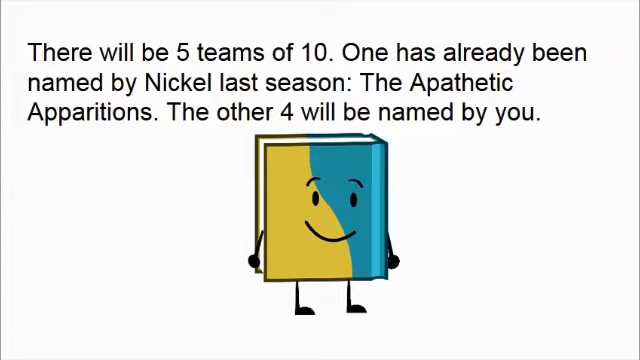 There will be 5 teams of 10. One has already been
named by Nickel last season: The Apathetic
Apparitions. The other 4 will be named by you.